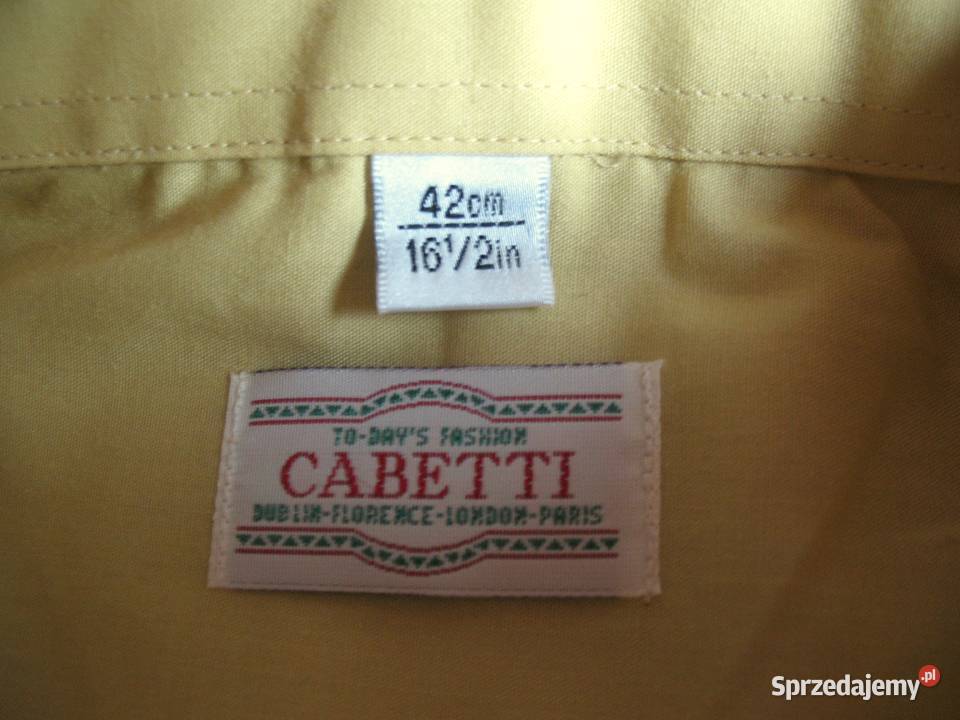 42cm
16 1/2in
TO-DAY'S FASHION
CABETTI
DUBLIN-FLORENCE-LONDON-PARIS
Sprzedajemy.pl